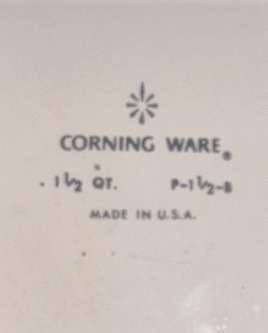 CORNING WARE®
1½ QT. P-1½-B
MADE IN U.S.A.